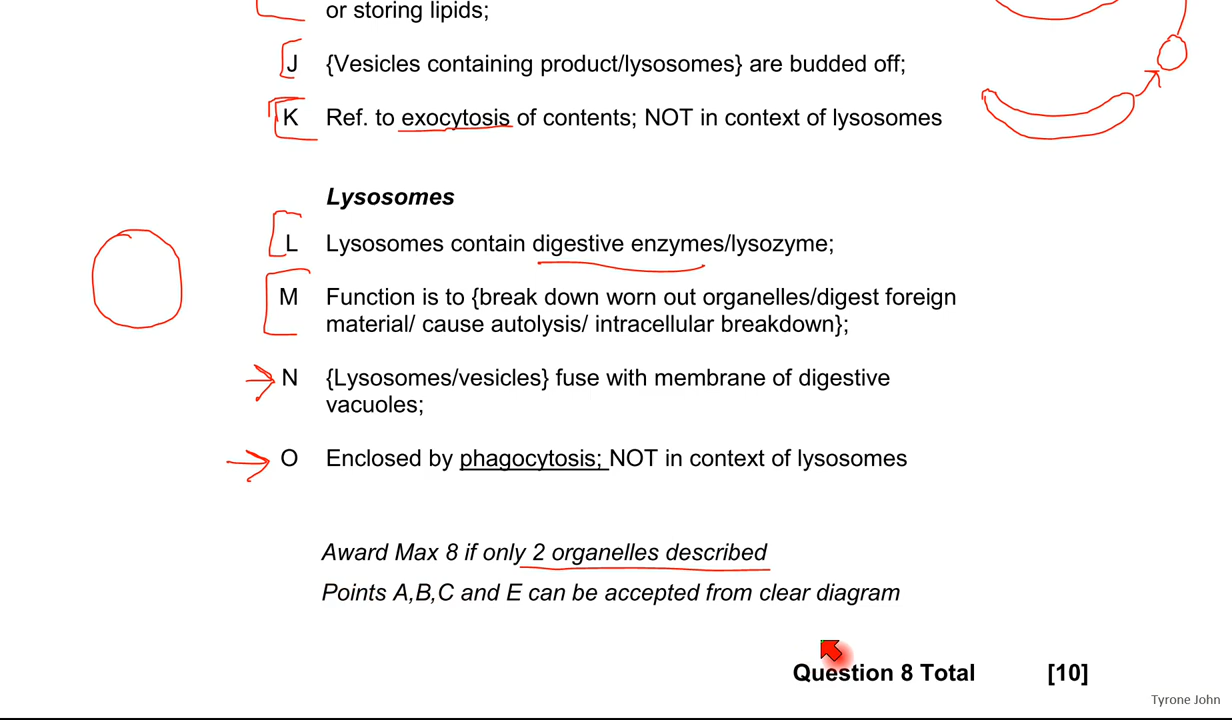 or storing lipids;
J {Vesicles containing product/lysosomes} are budded off;
K Ref. to exocytosis of contents; NOT in context of lysosomes
Lysosomes
L Lysosomes contain digestive enzymes/lysozyme;
M Function is to {break down worn out organelles/digest foreign
material/ cause autolysis/ intracellular breakdown};
N {Lysosomes/vesicles} fuse with membrane of digestive
vacuoles;
O Enclosed by phagocytosis; NOT in context of lysosomes
Award Max 8 if only 2 organelles described
Points A,B,C and E can be accepted from clear diagram
Question 8 Total [10]
Tyrone John